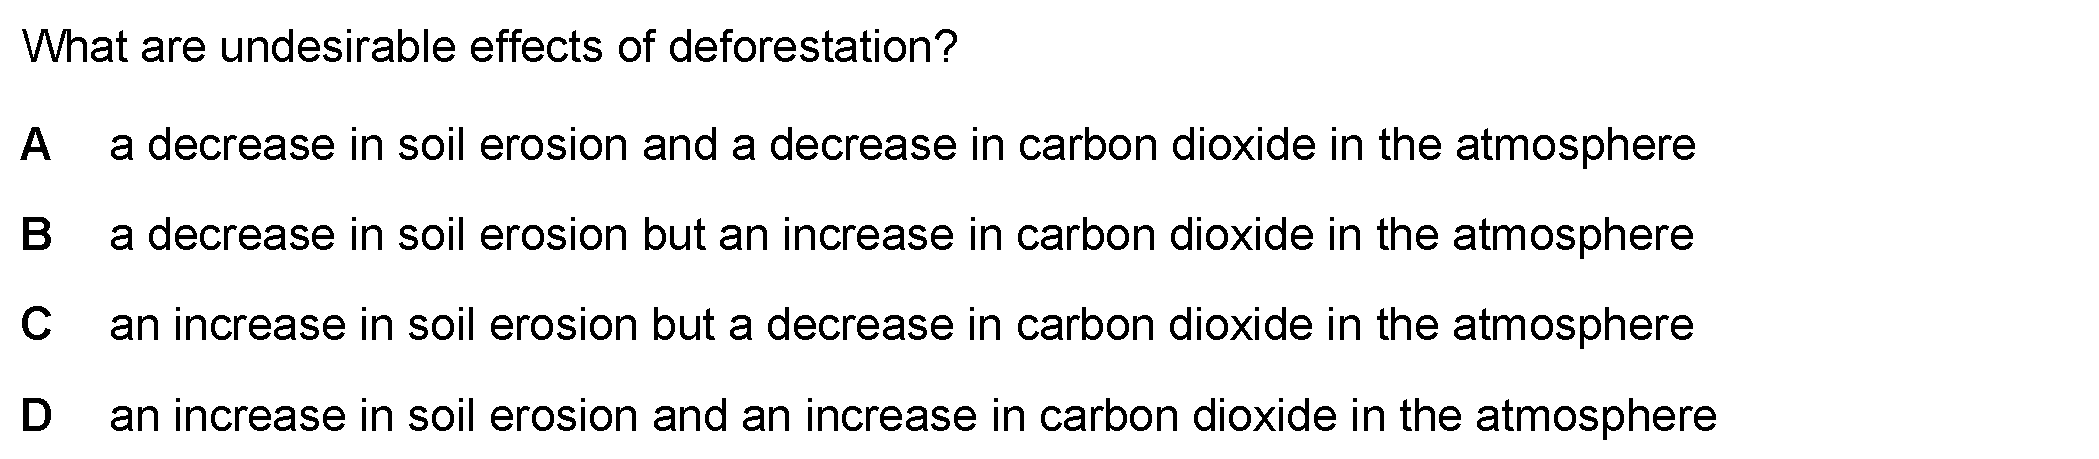 What are undesirable effects of deforestation?
A a decrease in soil erosion and a decrease in carbon dioxide in the atmosphere
B a decrease in soil erosion but an increase in carbon dioxide in the atmosphere
C an increase in soil erosion but a decrease in carbon dioxide in the atmosphere
D an increase in soil erosion and an increase in carbon dioxide in the atmosphere